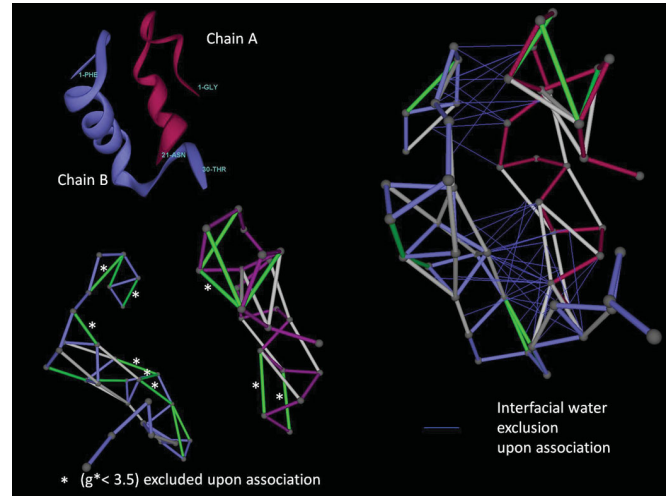 Chain A
1-PHE
1-GLY
21-ASN
30-THR
Chain B
*
*
*
*
*
*
*
*
*
Interfacial water
exclusion
upon association
* (g*< 3.5) excluded upon association